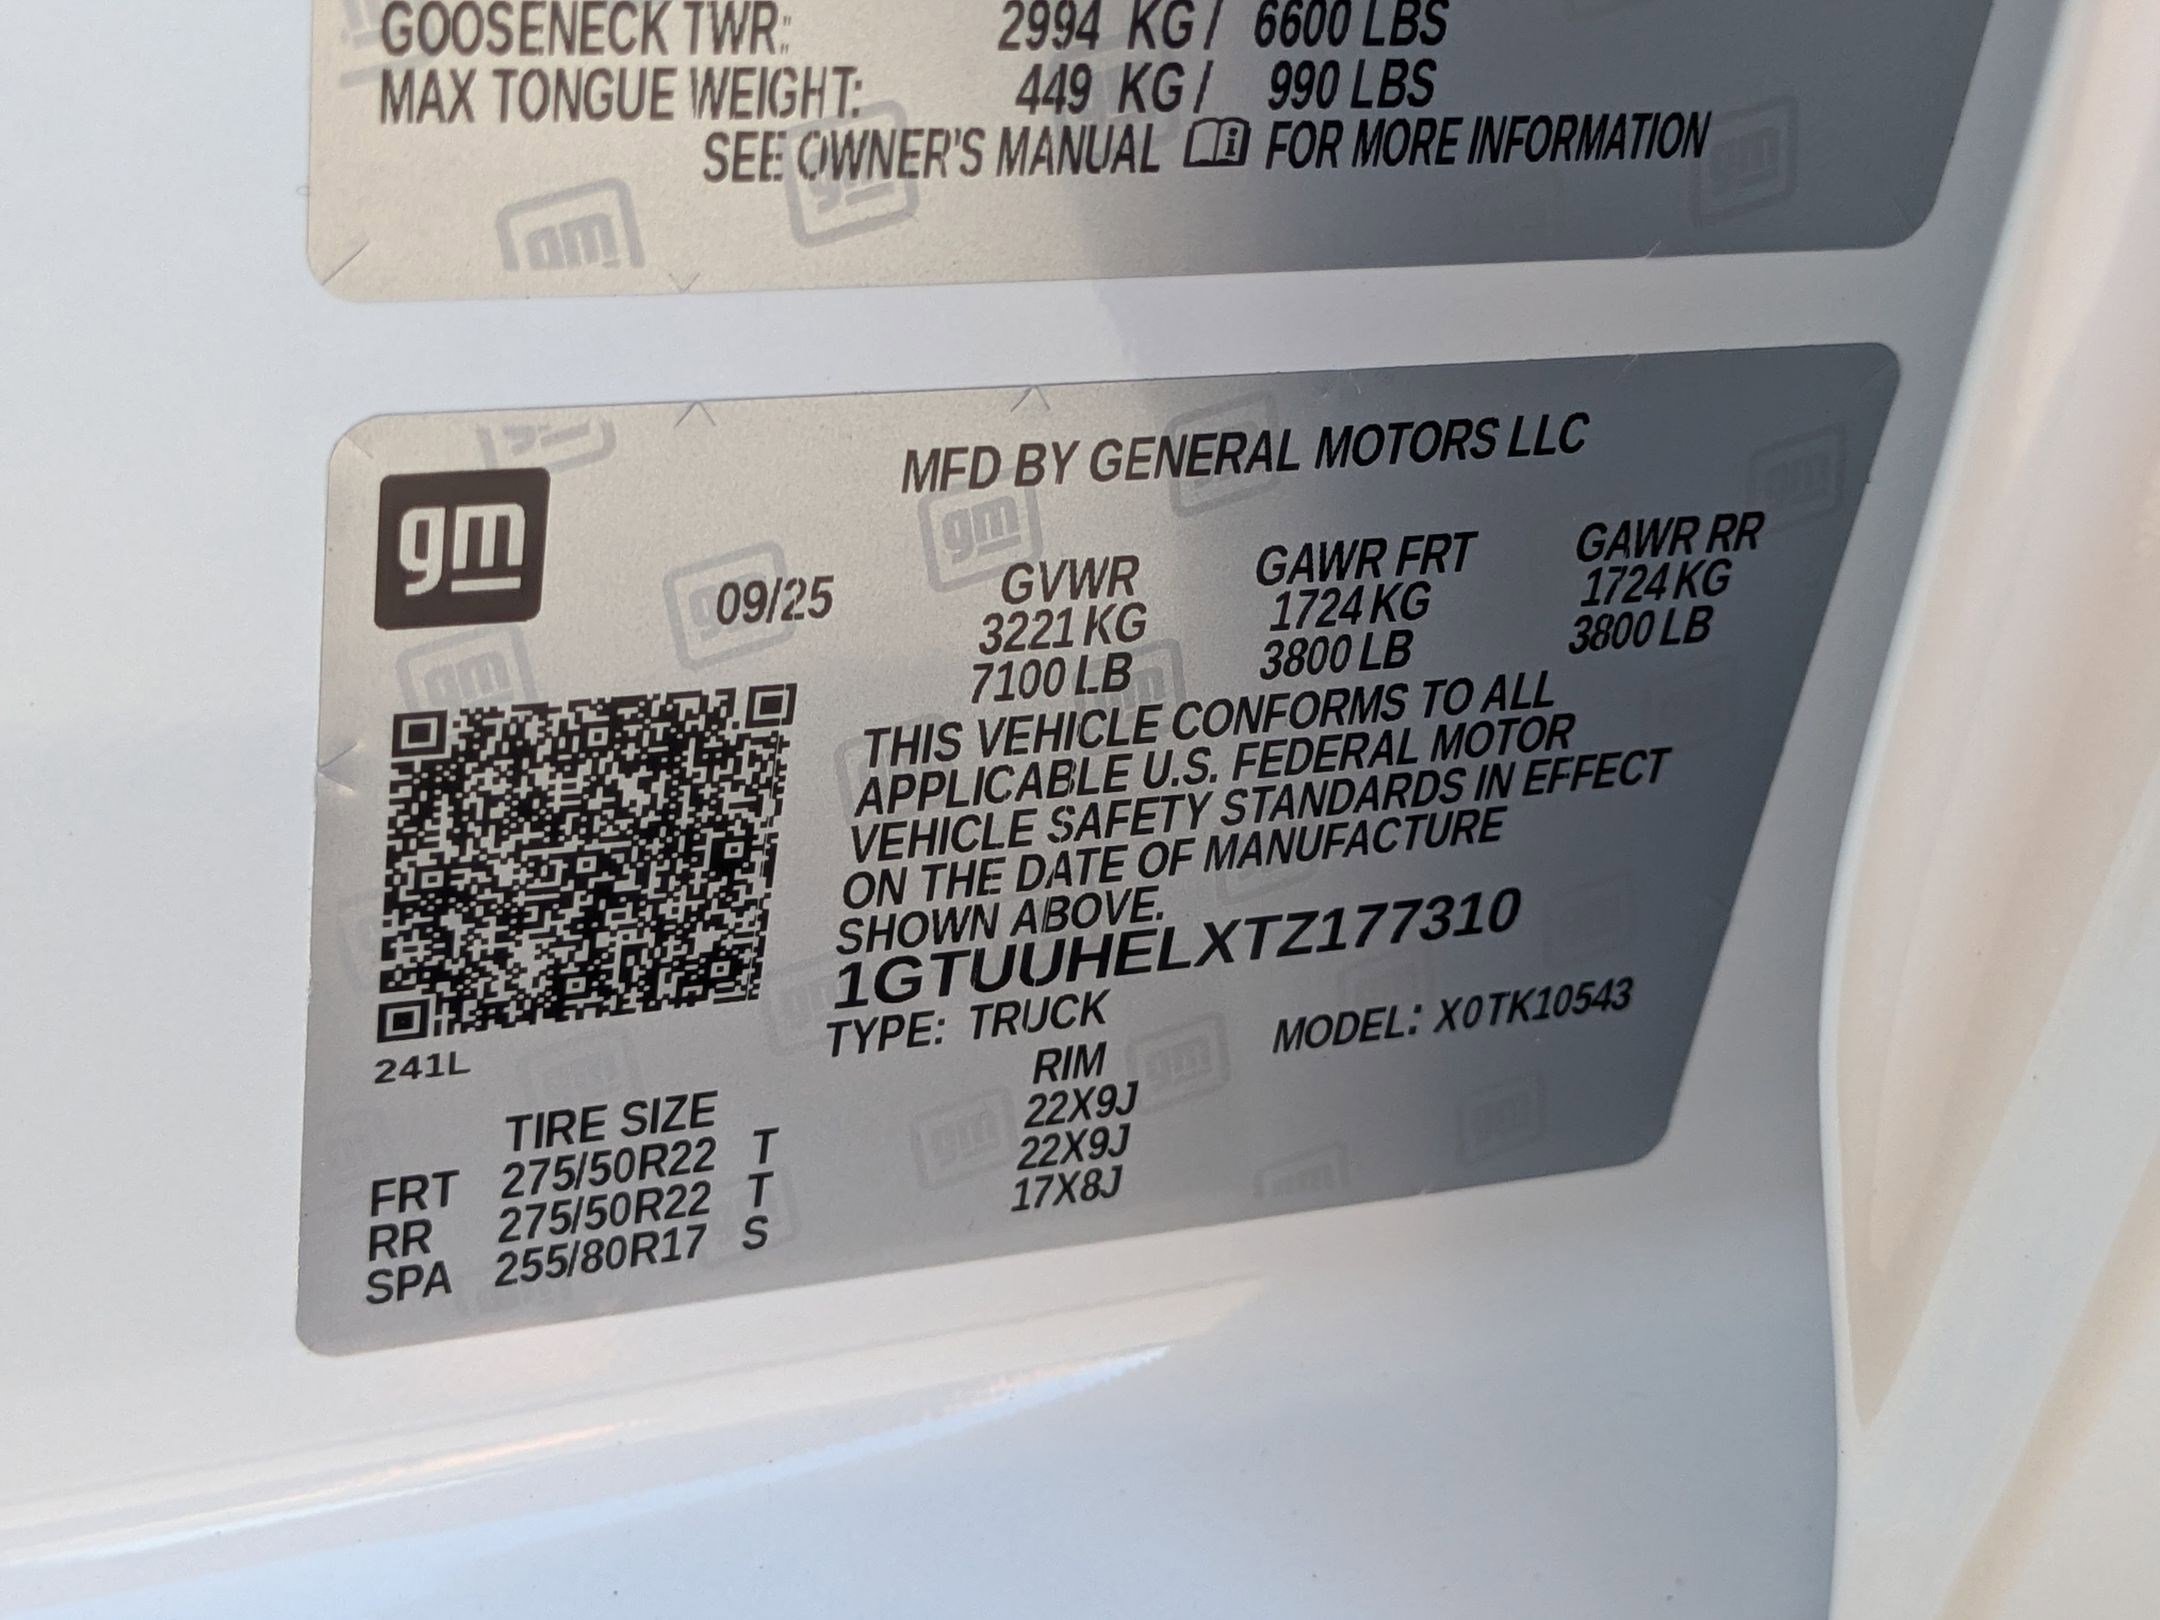 GOOSENECK TWR: 2994 KG / 6600 LBS
MAX TONGUE WEIGHT: 449 KG / 990 LBS
SEE OWNER'S MANUAL FOR MORE INFORMATION
gm
MFD BY GENERAL MOTORS LLC
09/25
GVWR GAWR FRT GAWR RR
3221 KG 1724 KG 1724 KG
7100 LB 3800 LB 3800 LB
THIS VEHICLE CONFORMS TO ALL
APPLICABLE U.S. FEDERAL MOTOR
VEHICLE SAFETY STANDARDS IN EFFECT
ON THE DATE OF MANUFACTURE
SHOWN ABOVE.
1GTUUHELXTZ177310
TYPE: TRUCK MODEL: X0TK10543
241L
TIRE SIZE RIM
FRT 275/50R22 T 22X9J
RR 275/50R22 T 22X9J
SPA 255/80R17 S 17X8J